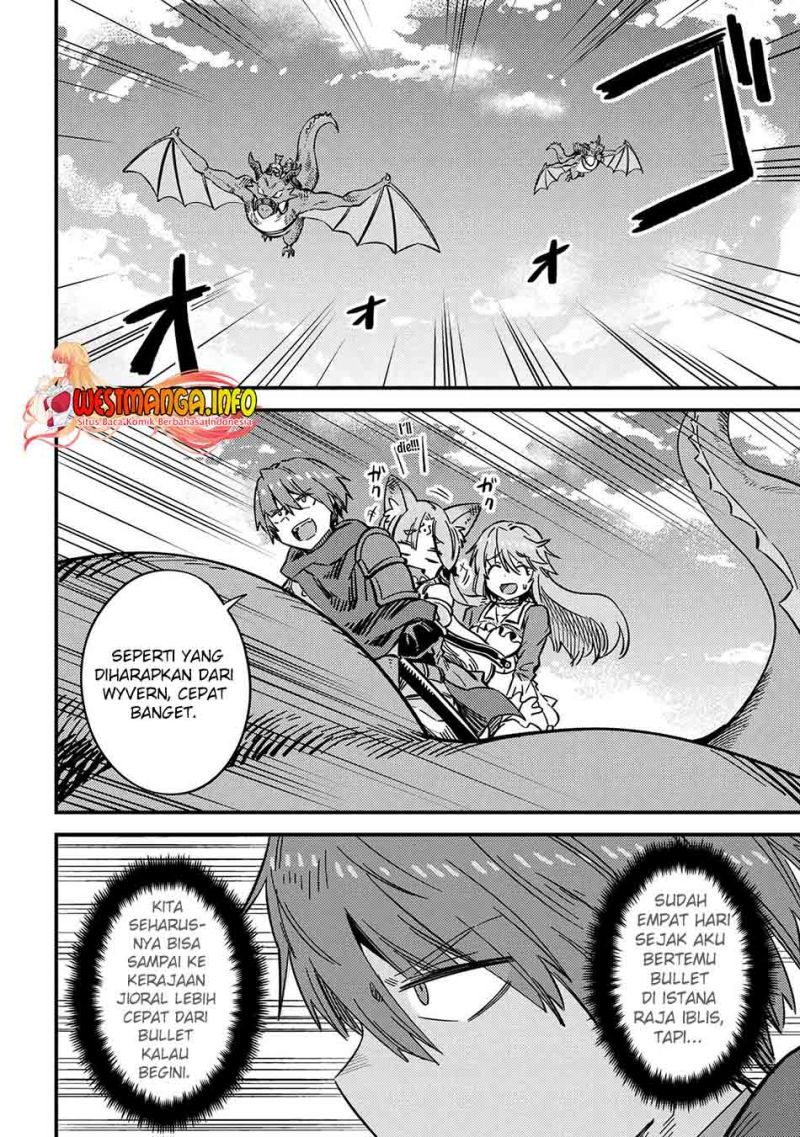 ゴ
オ
オ
WESTMANGA.INFO
Situs Baca Komik Berbahasa Indonesia
I'll
die!!!
ガク
ガク
SEPERTI YANG
DIHARAPKAN DARI
WYVERN, CEPAT
BANGET.
SUDAH
EMPAT HARI
SEJAK AKU
BERTEMU
BULLET
DI ISTANA
RAJA IBLIS,
TAPI...
KITA
SEHARUS-
NYA BISA
SAMPAI KE
KERAJAAN
JIORAL LEBIH
CEPAT DARI
BULLET
KALAU
BEGINI.